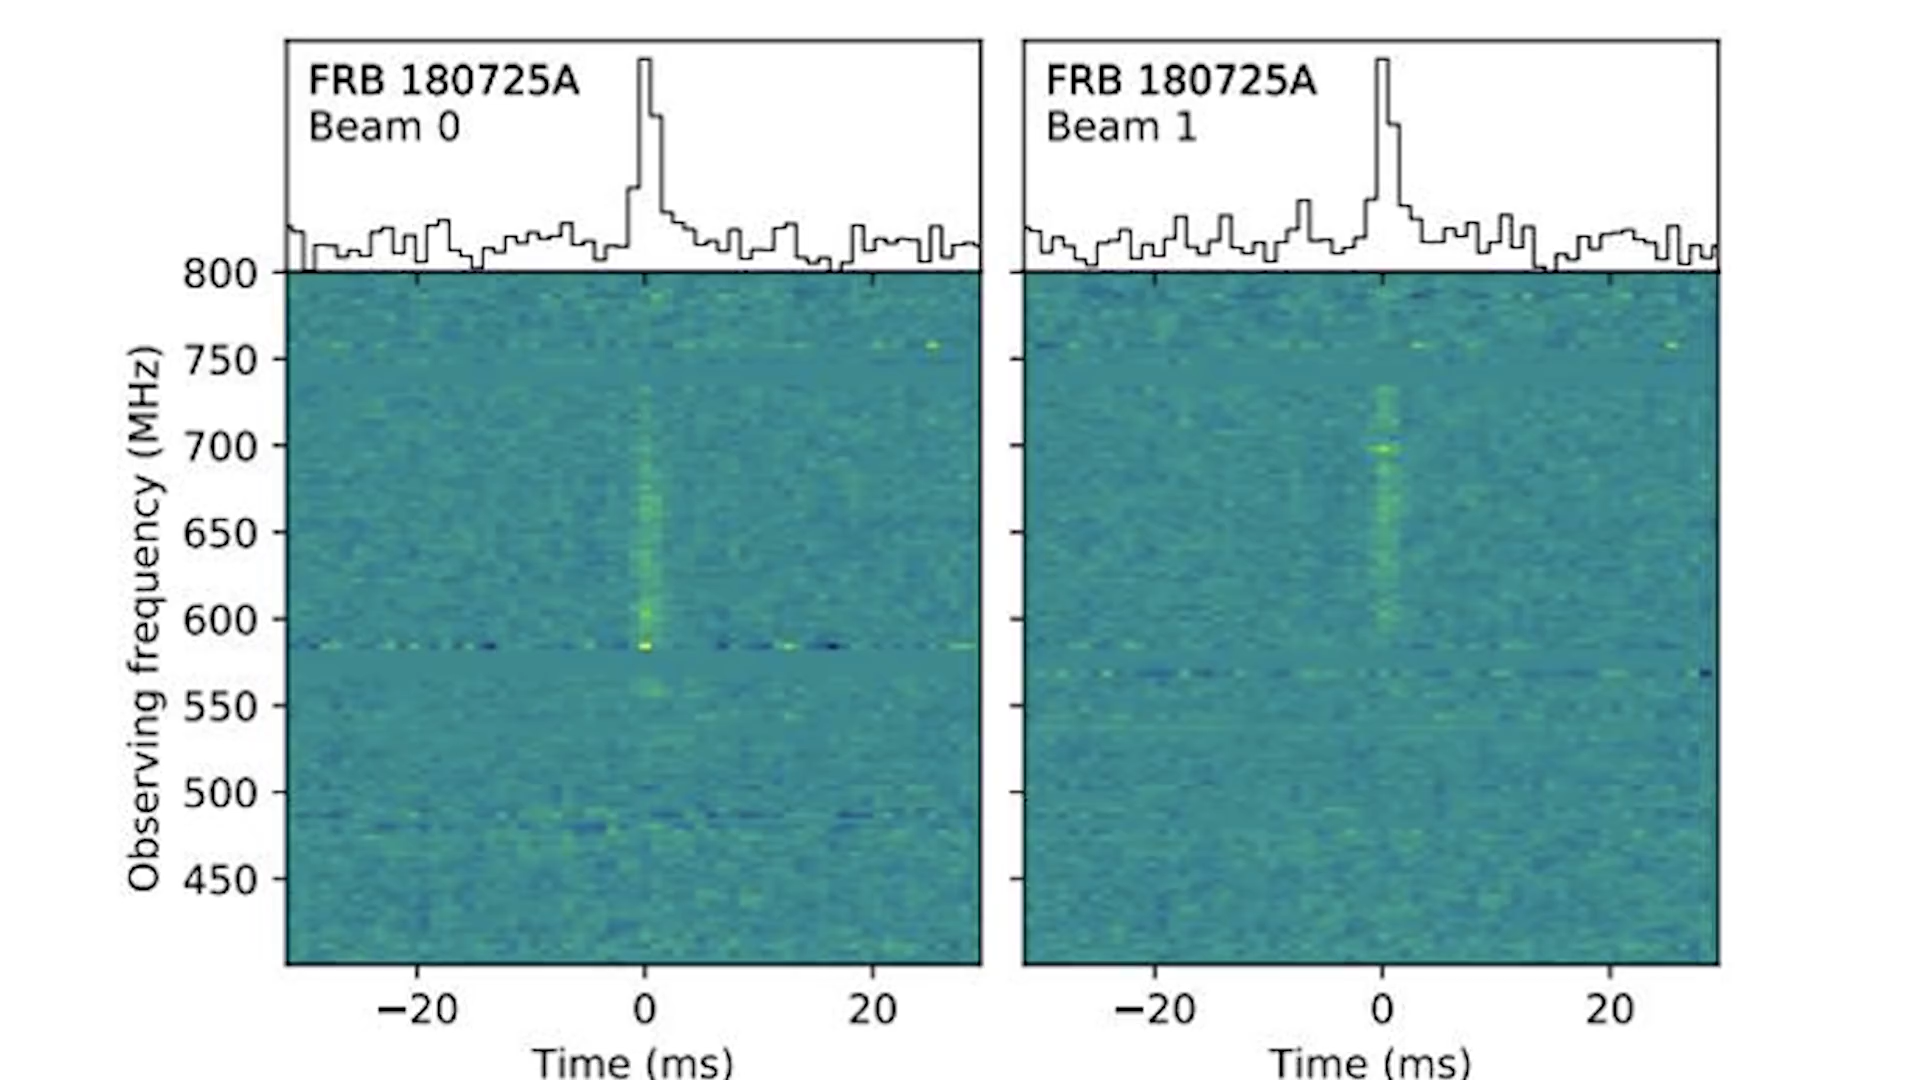 FRB 180725A
Beam 0
FRB 180725A
Beam 1
800
750
700
650
600
550
500
450
Observing frequency (MHz)
−20 0 20
−20 0 20
Time (ms)
Time (ms)